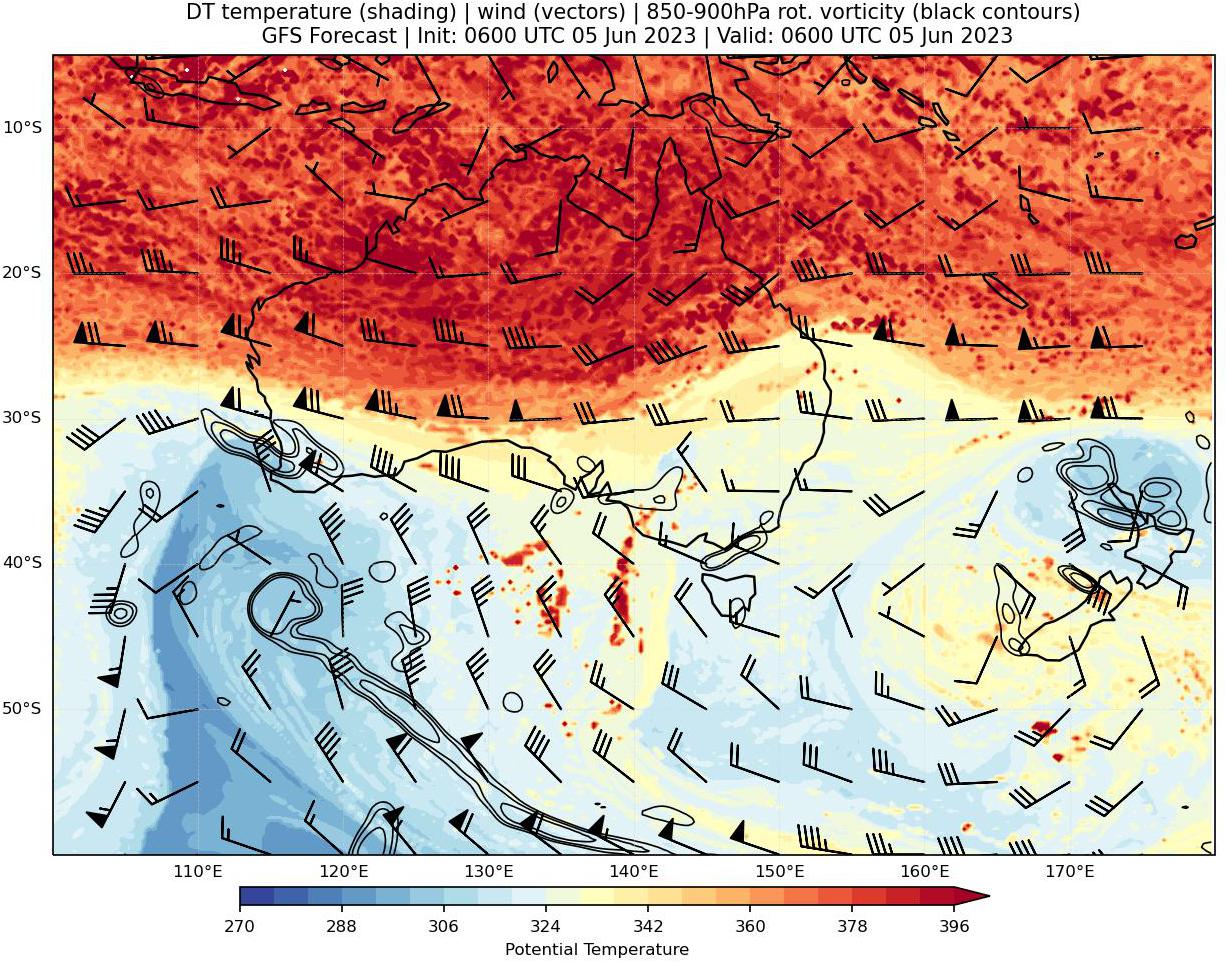 DT temperature (shading) | wind (vectors) | 850-900hPa rot. vorticity (black contours)
GFS Forecast | Init: 0600 UTC 05 Jun 2023 | Valid: 0600 UTC 05 Jun 2023
10°S
20°S
30°S
40°S
50°S
110°E 120°E 130°E 140°E 150°E 160°E 170°E
270 288 306 324 342 360 378 396
Potential Temperature